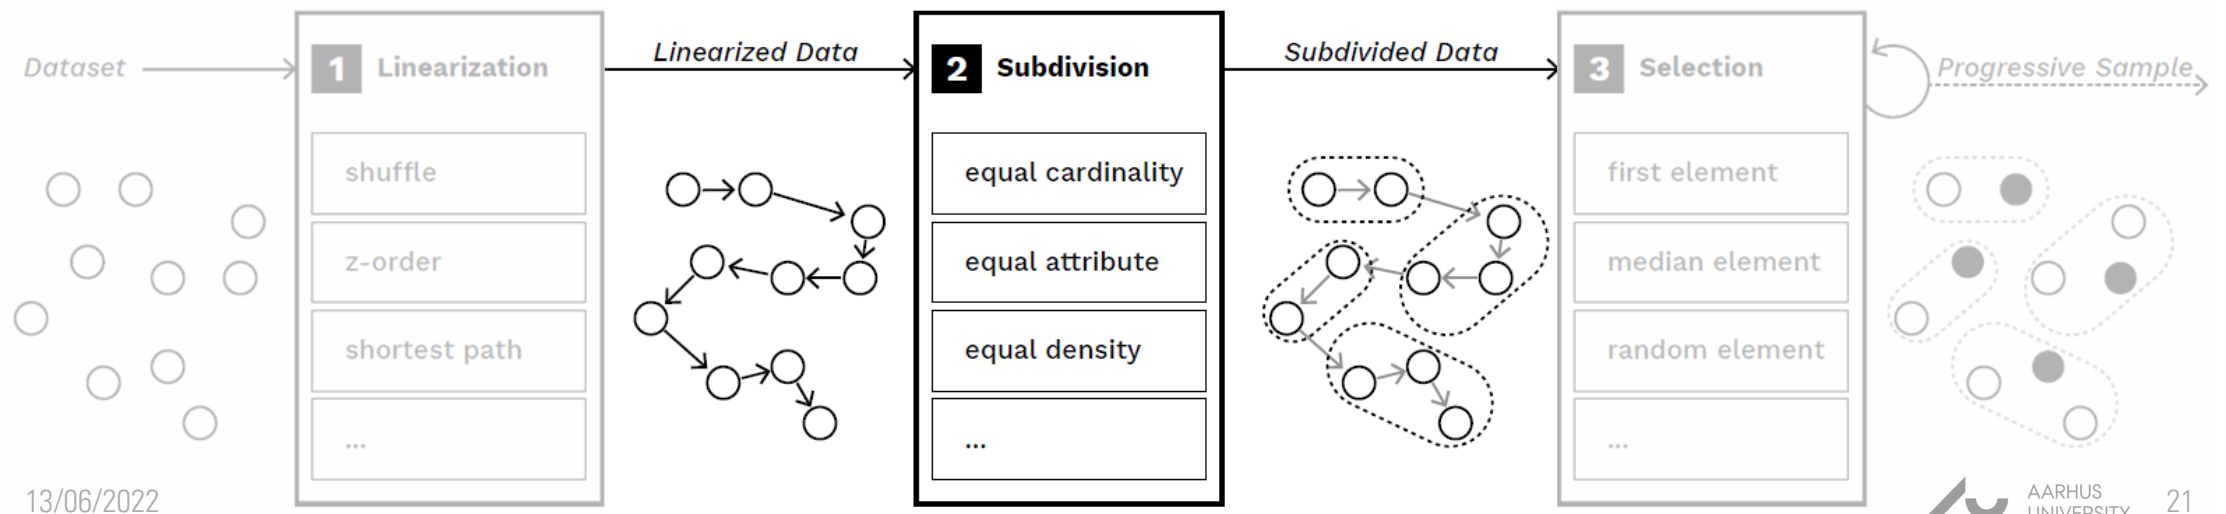 Dataset
1 Linearization
shuffle
z-order
shortest path
...
Linearized Data
2 Subdivision
equal cardinality
equal attribute
equal density
...
Subdivided Data
3 Selection
first element
median element
random element
...
Progressive Sample
13/06/2022
AARHUS
UNIVERSITY
21